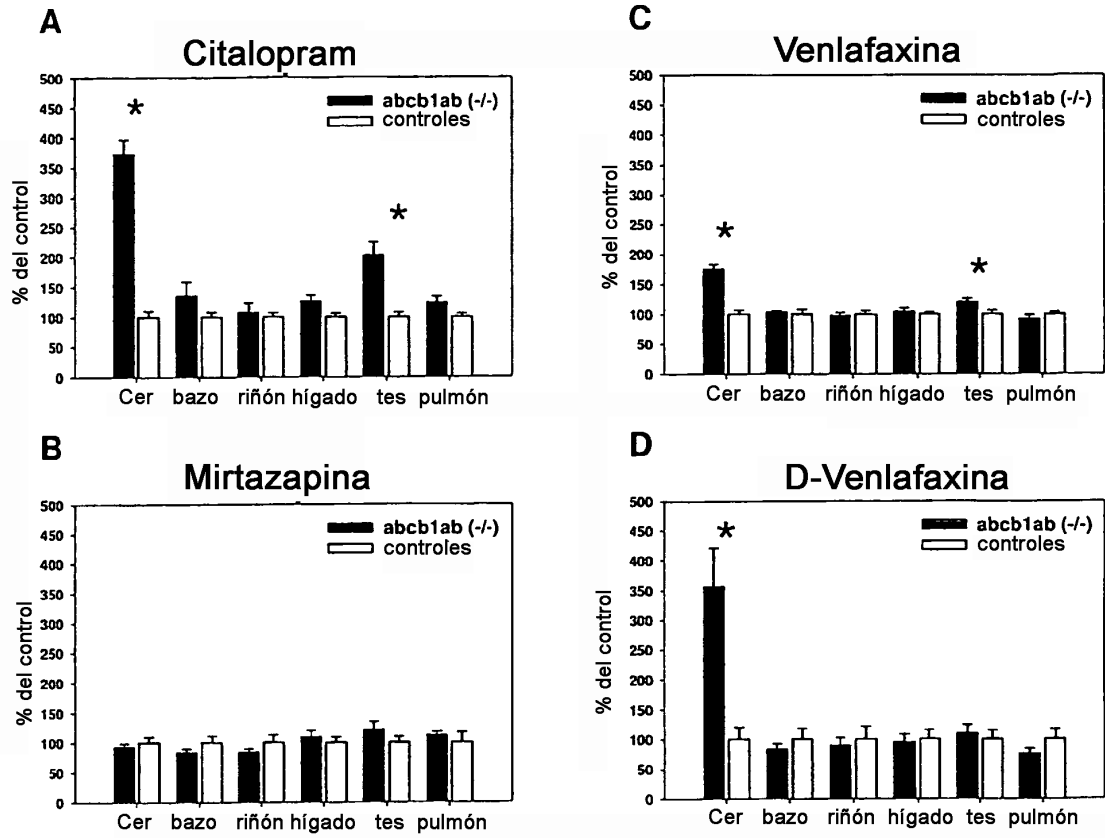 A
Citalopram
500
450
400
350
300
250
200
150
100
50
0
% del control
*
*
abcb1ab (-/-)
controles
Cer bazo riñón hígado tes pulmón
C
Venlafaxina
500
450
400
350
300
250
200
150
100
50
0
% del control
*
*
abcb1ab (-/-)
controles
Cer bazo riñón hígado tes pulmón
B
Mirtazapina
500
450
400
350
300
250
200
150
100
50
0
% del control
abcb1ab (-/-)
controles
Cer bazo riñón hígado tes pulmón
D
D-Venlafaxina
500
450
400
350
300
250
200
150
100
50
0
% del control
*
abcb1ab (-/-)
controles
Cer bazo riñón hígado tes pulmón